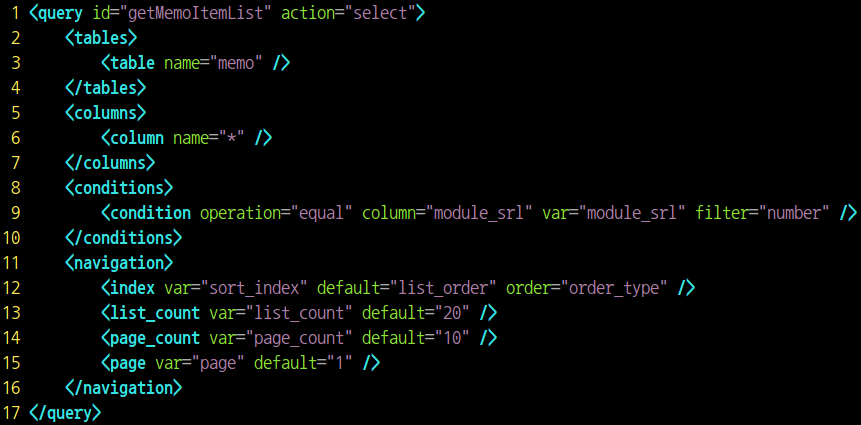 1 <query id="getMemoItemList" action="select">
2     <tables>
3         <table name="memo" />
4     </tables>
5     <columns>
6         <column name="*" />
7     </columns>
8     <conditions>
9         <condition operation="equal" column="module_srl" var="module_srl" filter="number" />
10     </conditions>
11     <navigation>
12         <index var="sort_index" default="list_order" order="order_type" />
13         <list_count var="list_count" default="20" />
14         <page_count var="page_count" default="10" />
15         <page var="page" default="1" />
16     </navigation>
17 </query>